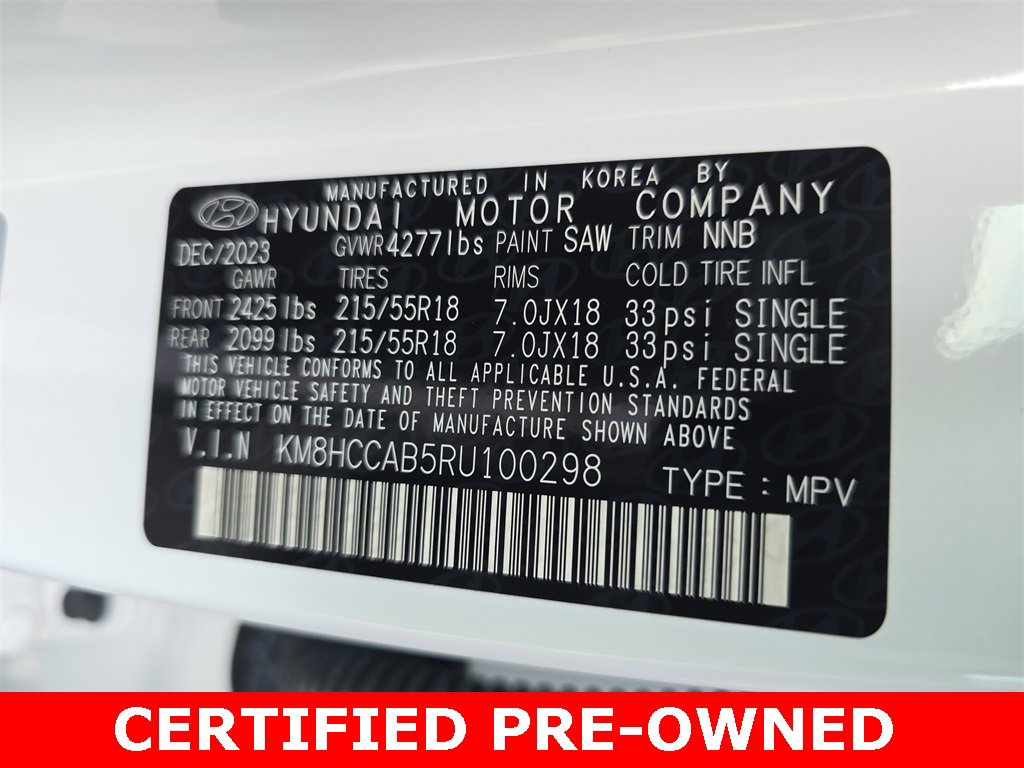 MANUFACTURED IN KOREA BY
HYUNDAI MOTOR COMPANY
DEC/2023 GVWR 4277lbs PAINT SAW TRIM NNB
GAWR TIRES RIMS COLD TIRE INFL
FRONT 2425lbs 215/55R18 7.0JX18 33psi SINGLE
REAR 2099lbs 215/55R18 7.0JX18 33psi SINGLE
THIS VEHICLE CONFORMS TO ALL APPLICABLE U.S.A. FEDERAL
MOTOR VEHICLE SAFETY AND THEFT PREVENTION STANDARDS
IN EFFECT ON THE DATE OF MANUFACTURE SHOWN ABOVE
V.I.N KM8HCCAB5RU100298
TYPE : MPV
CERTIFIED PRE-OWNED